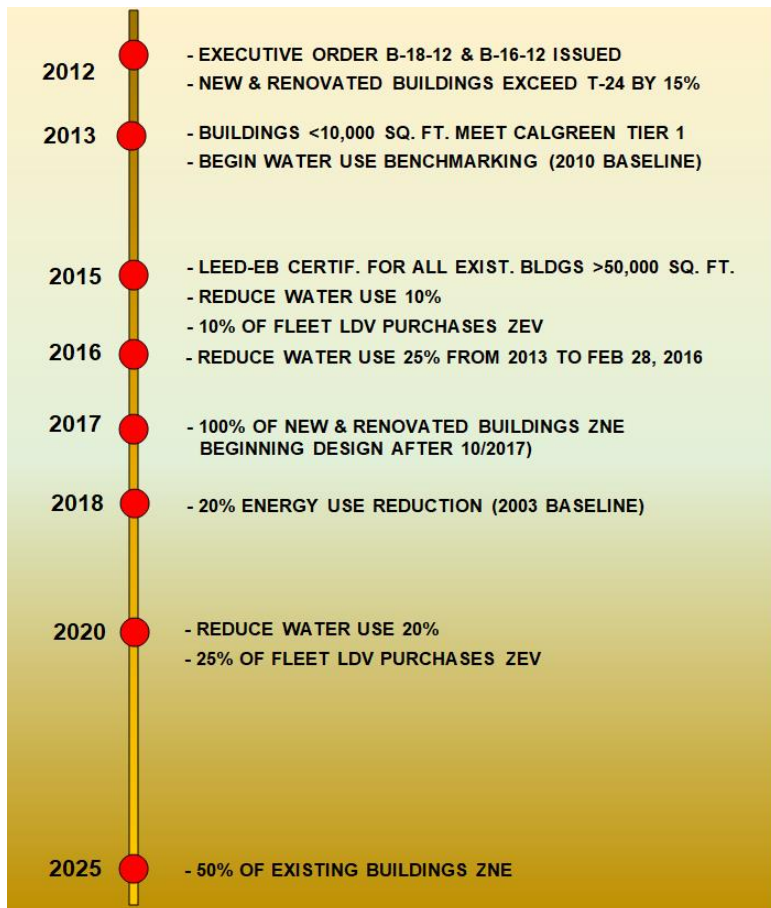 2012
- EXECUTIVE ORDER B-18-12 & B-16-12 ISSUED
- NEW & RENOVATED BUILDINGS EXCEED T-24 BY 15%
2013
- BUILDINGS <10,000 SQ. FT. MEET CALGREEN TIER 1
- BEGIN WATER USE BENCHMARKING (2010 BASELINE)
2015
- LEED-EB CERTIF. FOR ALL EXIST. BLDGS >50,000 SQ. FT.
- REDUCE WATER USE 10%
- 10% OF FLEET LDV PURCHASES ZEV
2016
- REDUCE WATER USE 25% FROM 2013 TO FEB 28, 2016
2017
- 100% OF NEW & RENOVATED BUILDINGS ZNE
BEGINNING DESIGN AFTER 10/2017)
2018
- 20% ENERGY USE REDUCTION (2003 BASELINE)
2020
- REDUCE WATER USE 20%
- 25% OF FLEET LDV PURCHASES ZEV
2025
- 50% OF EXISTING BUILDINGS ZNE